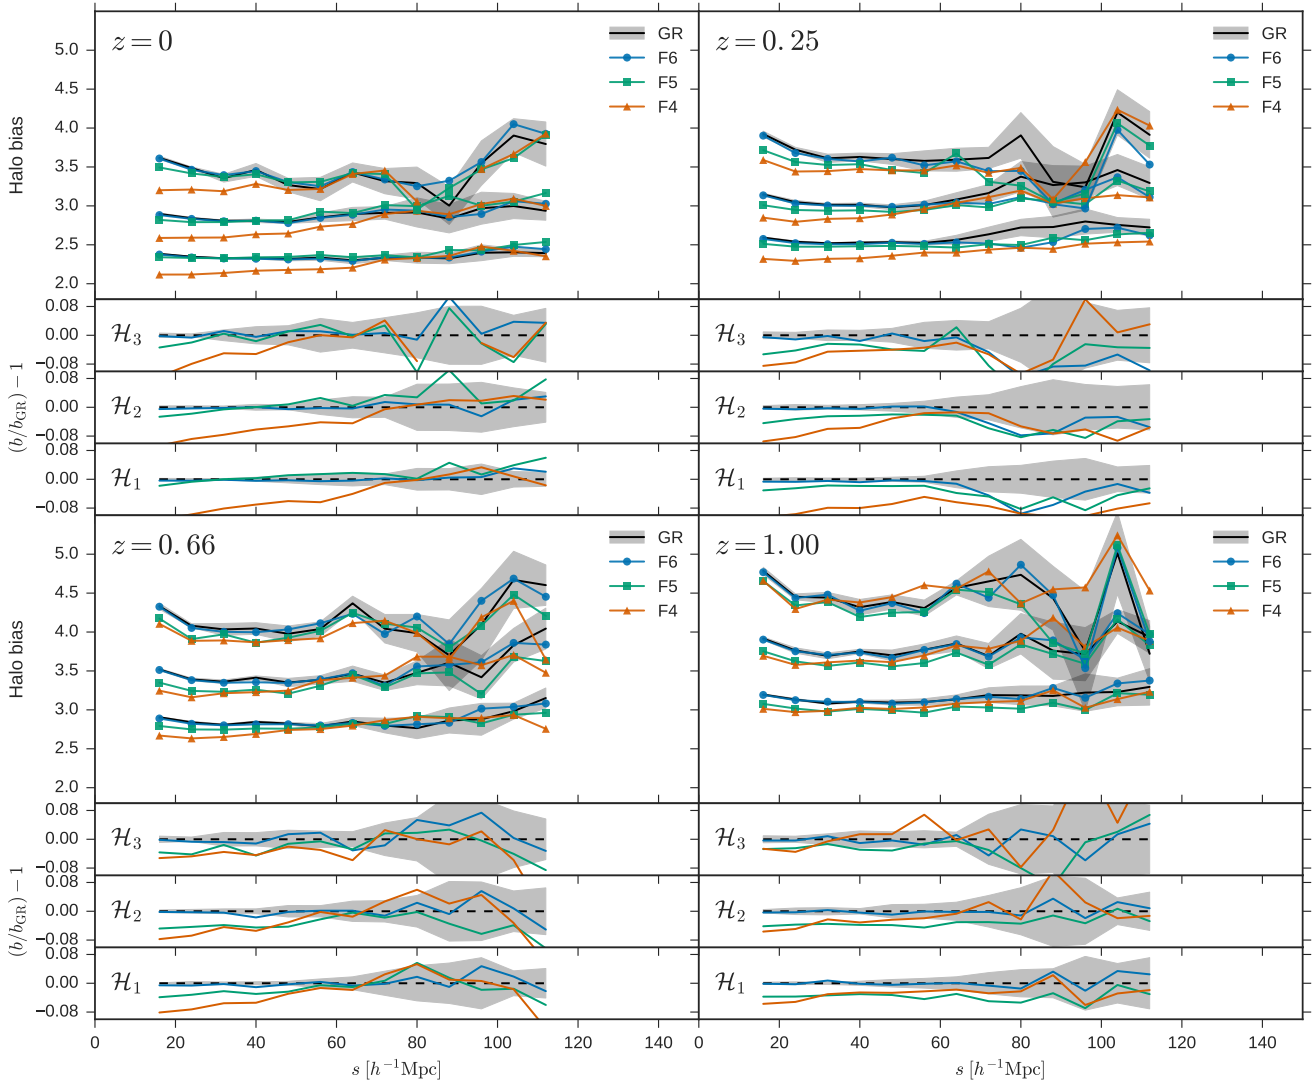 z = 0
GR
F6
F5
F4
z = 0.25
GR
F6
F5
F4
Halo bias
5.0
4.5
4.0
3.5
3.0
2.5
2.0
0.08
0.00
−0.08
ℋ₃
ℋ₃
0.08
0.00
−0.08
ℋ₂
ℋ₂
0.08
0.00
−0.08
ℋ₁
ℋ₁
(b/b_GR) − 1
z = 0.66
GR
F6
F5
F4
z = 1.00
GR
F6
F5
F4
Halo bias
5.0
4.5
4.0
3.5
3.0
2.5
2.0
0.08
0.00
−0.08
ℋ₃
ℋ₃
0.08
0.00
−0.08
ℋ₂
ℋ₂
0.08
0.00
−0.08
ℋ₁
ℋ₁
(b/b_GR) − 1
0 20 40 60 80 100 120 140 0 20 40 60 80 100 120 140
s [h⁻¹Mpc]
s [h⁻¹Mpc]